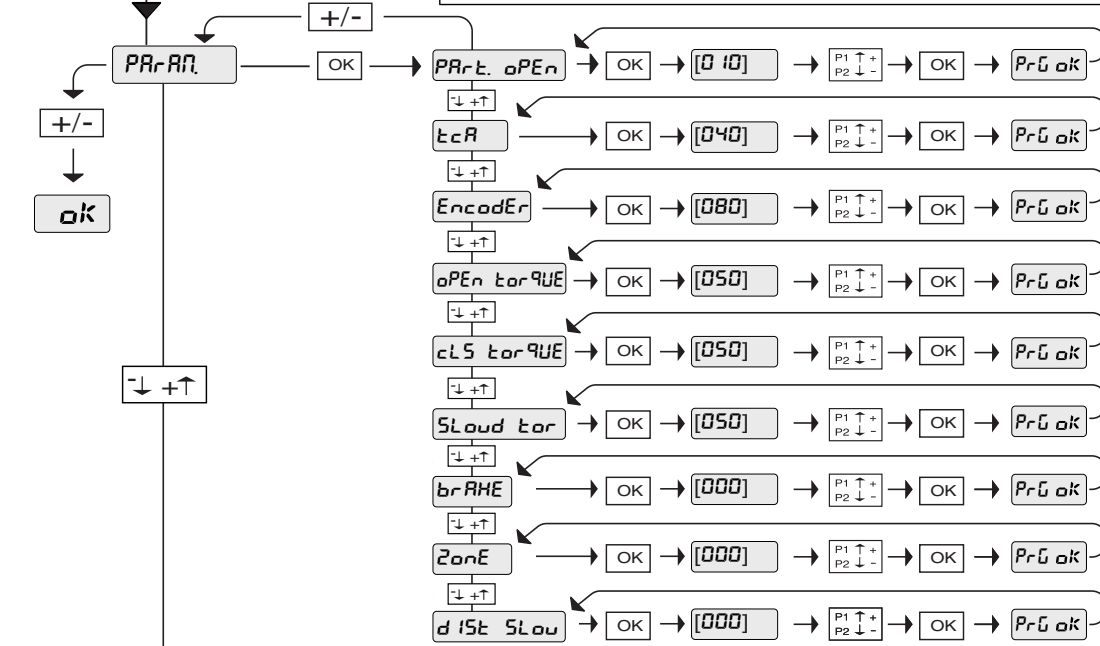 +/-
PArAM. OK PArt. oPEn OK [010] P1 ↑ + P2 ↓ - OK PrG oK
-↓ +↑
+/- tcA OK [040] P1 ↑ + P2 ↓ - OK PrG oK
-↓ +↑
oK EncodEr OK [080] P1 ↑ + P2 ↓ - OK PrG oK
-↓ +↑
oPEn tor9UE OK [050] P1 ↑ + P2 ↓ - OK PrG oK
-↓ +↑
cLS tor9UE OK [050] P1 ↑ + P2 ↓ - OK PrG oK
-↓ +↑
-↓ +↑
SLoud tor OK [050] P1 ↑ + P2 ↓ - OK PrG oK
-↓ +↑
brAHE OK [000] P1 ↑ + P2 ↓ - OK PrG oK
-↓ +↑
ZonE OK [000] P1 ↑ + P2 ↓ - OK PrG oK
-↓ +↑
dISt SLou OK [000] P1 ↑ + P2 ↓ - OK PrG oK